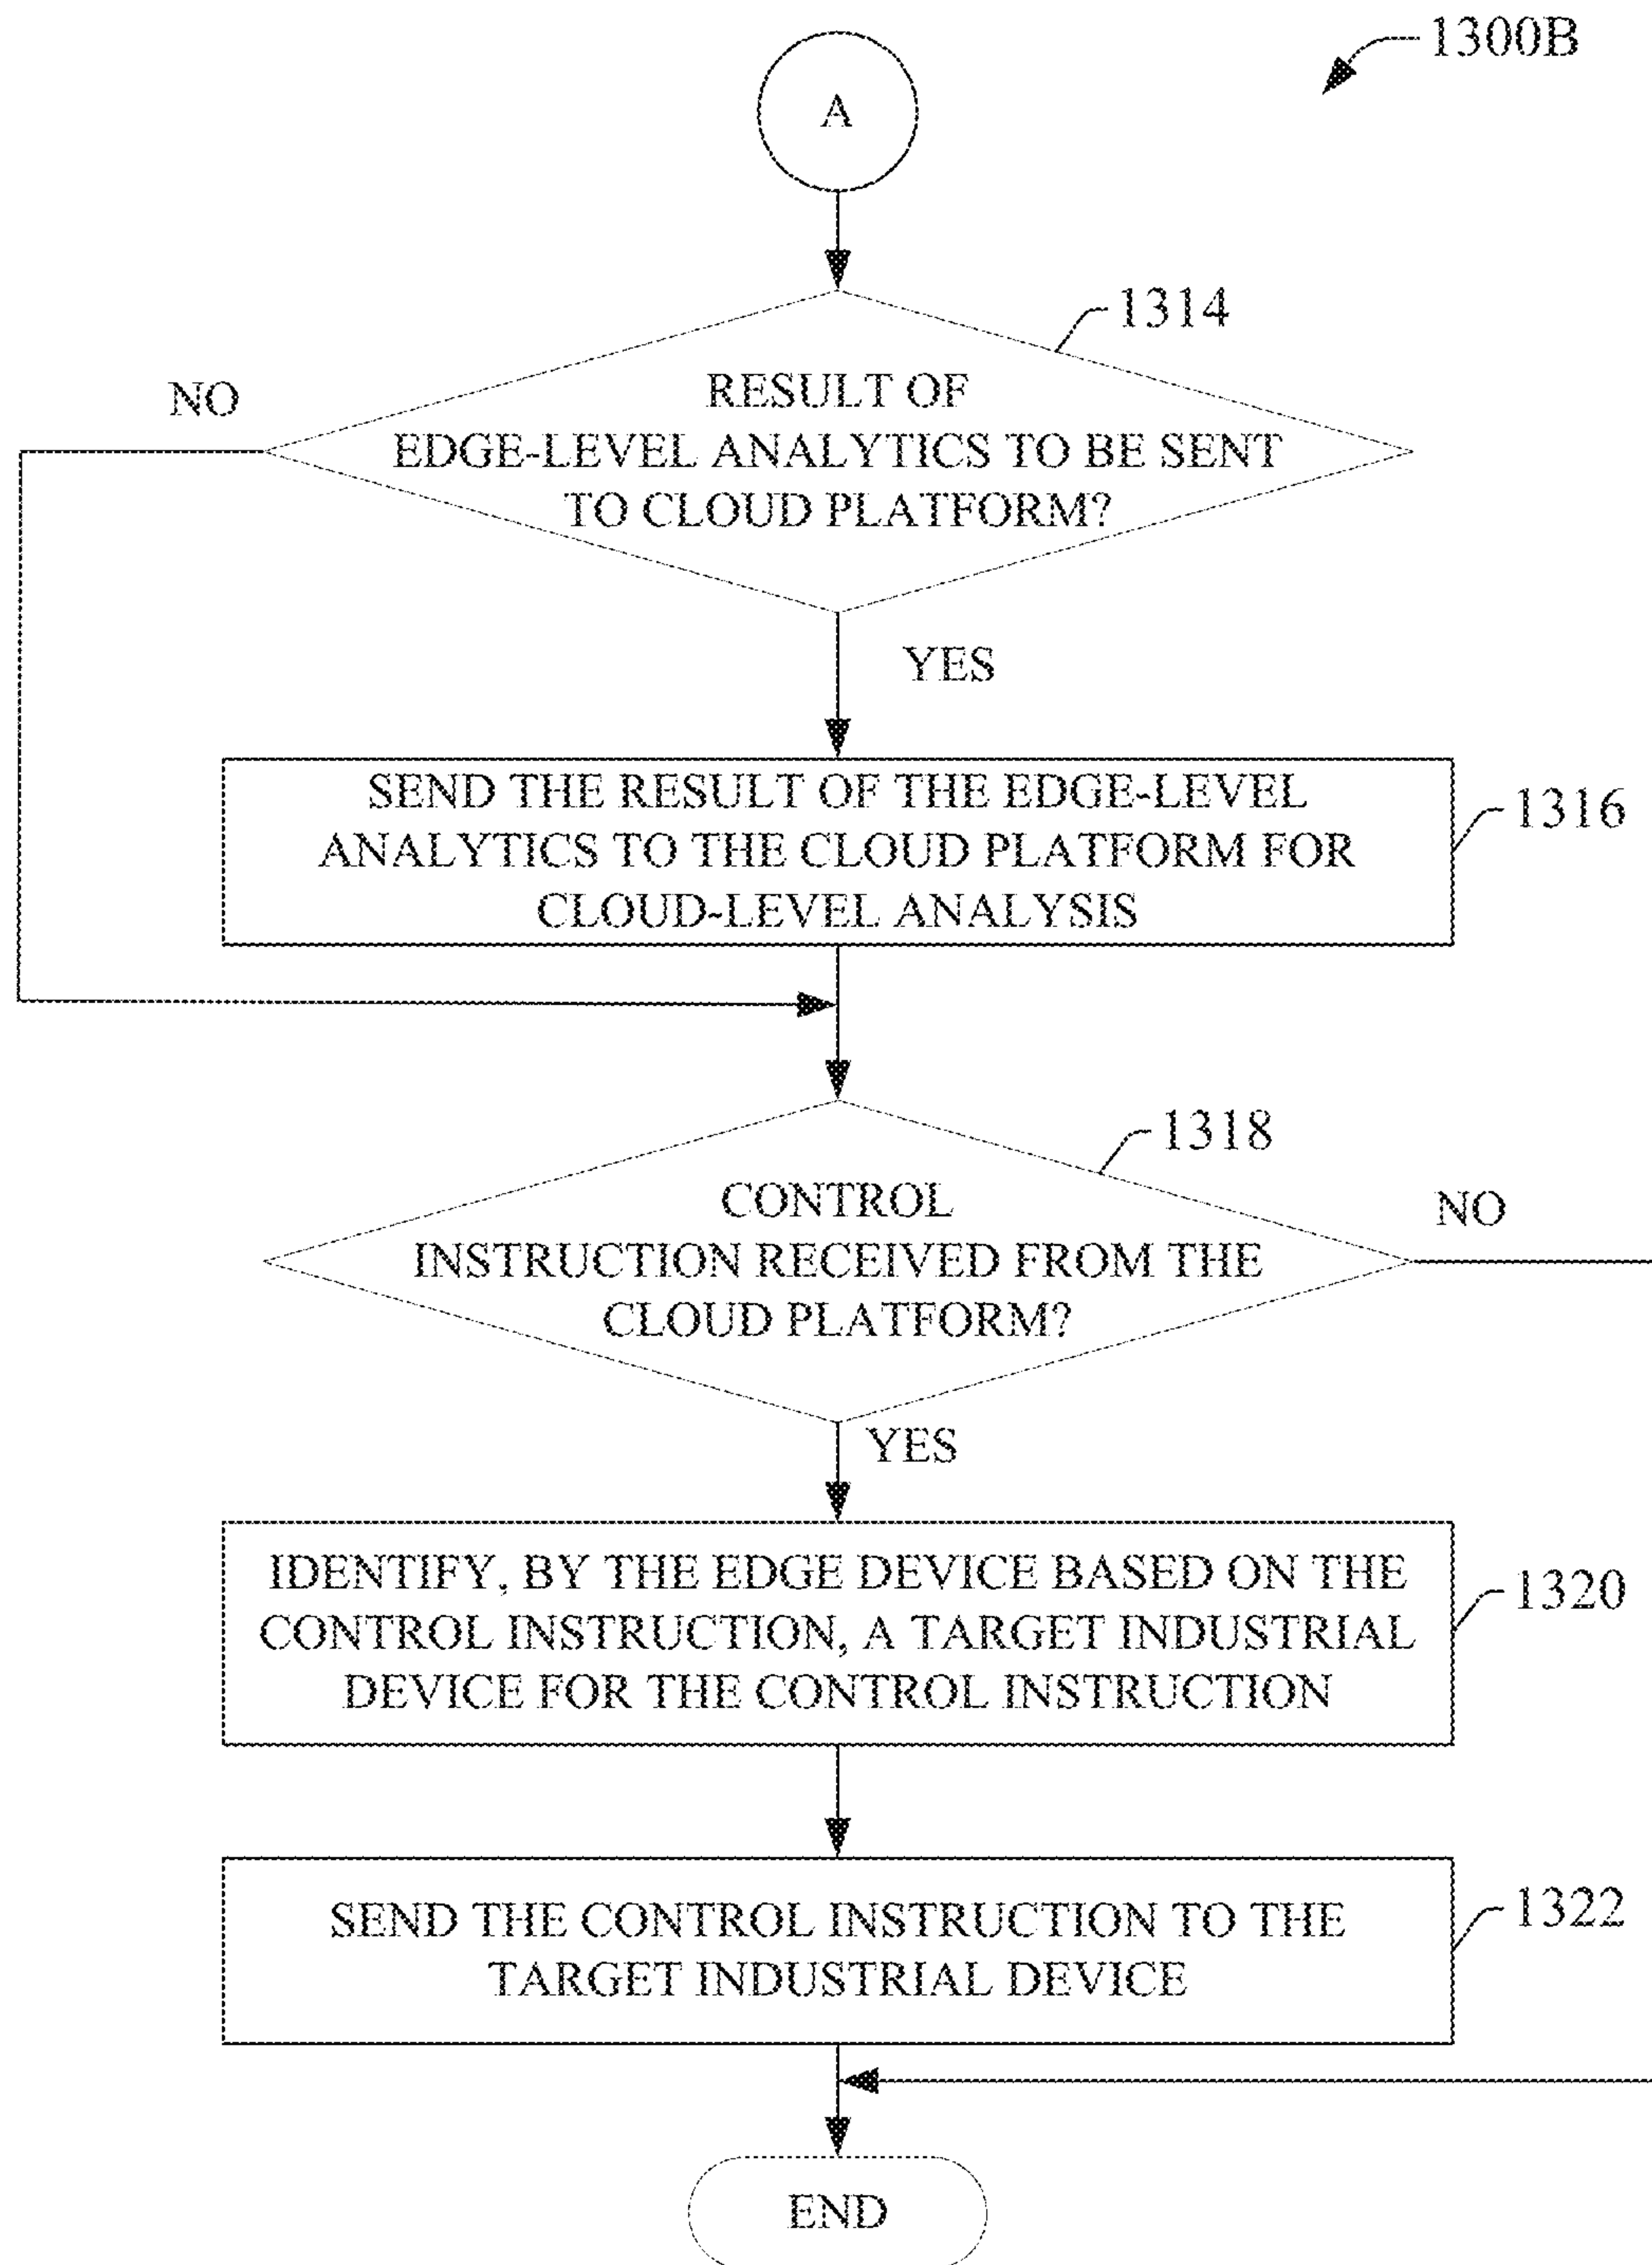 1300B
A
1314
NO
RESULT OF
EDGE-LEVEL ANALYTICS TO BE SENT
TO CLOUD PLATFORM?
YES
SEND THE RESULT OF THE EDGE-LEVEL
ANALYTICS TO THE CLOUD PLATFORM FOR
CLOUD-LEVEL ANALYSIS
1316
1318
CONTROL
INSTRUCTION RECEIVED FROM THE
CLOUD PLATFORM?
NO
YES
IDENTIFY, BY THE EDGE DEVICE BASED ON THE
CONTROL INSTRUCTION, A TARGET INDUSTRIAL
DEVICE FOR THE CONTROL INSTRUCTION
1320
SEND THE CONTROL INSTRUCTION TO THE
TARGET INDUSTRIAL DEVICE
1322
END